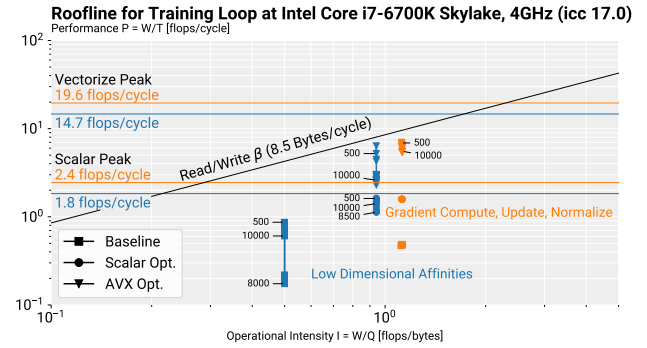 Roofline for Training Loop at Intel Core i7-6700K Skylake, 4GHz (icc 17.0)
Performance P = W/T [flops/cycle]
10²
Vectorize Peak
19.6 flops/cycle
14.7 flops/cycle
10¹
Read/Write β (8.5 Bytes/cycle)
500
500
10000
Scalar Peak
2.4 flops/cycle
10000
1.8 flops/cycle
500
10000
8500
Gradient Compute, Update, Normalize
10⁰
500
10000
Baseline
Scalar Opt.
AVX Opt.
Low Dimensional Affinities
8000
10⁻¹
10⁻¹
10⁰
Operational Intensity I = W/Q [flops/bytes]